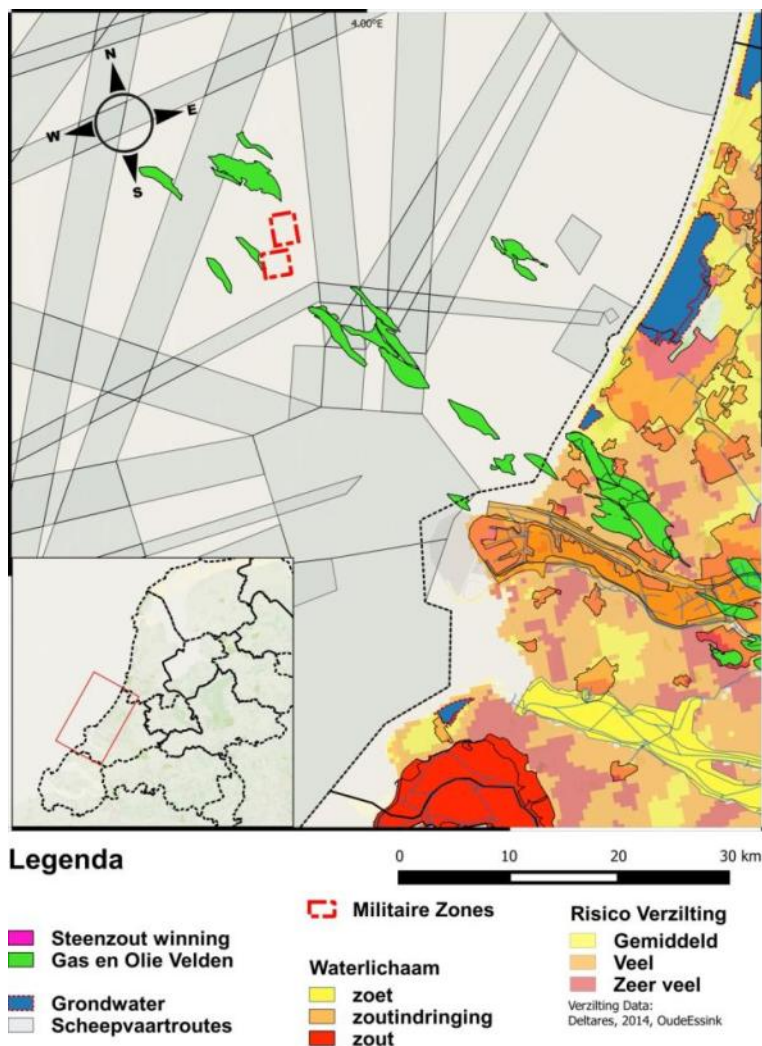 4.00°E
N
W
E
S
Legenda
0 10 20 30 km
Steenzout winning
Gas en Olie Velden
Grondwater
Scheepvaartroutes
Militaire Zones
Waterlichaam
zoet
zoutindringing
zout
Risico Verzilting
Gemiddeld
Veel
Zeer veel
Verzilting Data:
Deltares, 2014, OudeEssink